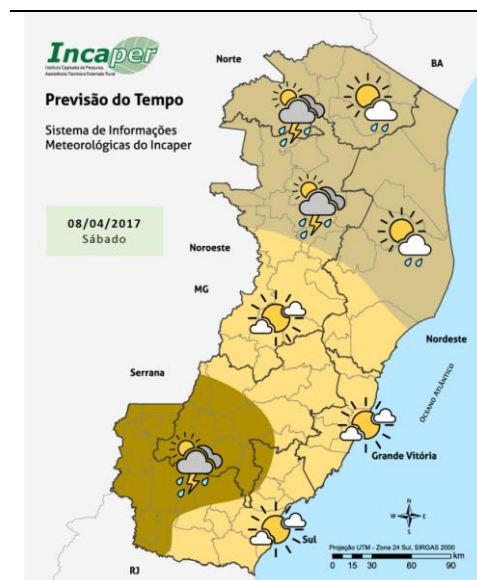 Incaper
Instituto Capixaba de Pesquisa,
Assistência Técnica e Extensão Rural
Previsão do Tempo
Sistema de Informações
Meteorológicas do Incaper
08/04/2017
Sábado
Norte
BA
Noroeste
MG
Nordeste
Serrana
OCEANO ATLÂNTICO
Grande Vitória
Sul
RJ
N
W E
S
Projeção UTM - Zona 24 Sul, SIRGAS 2000
km
0 15 30 60 90